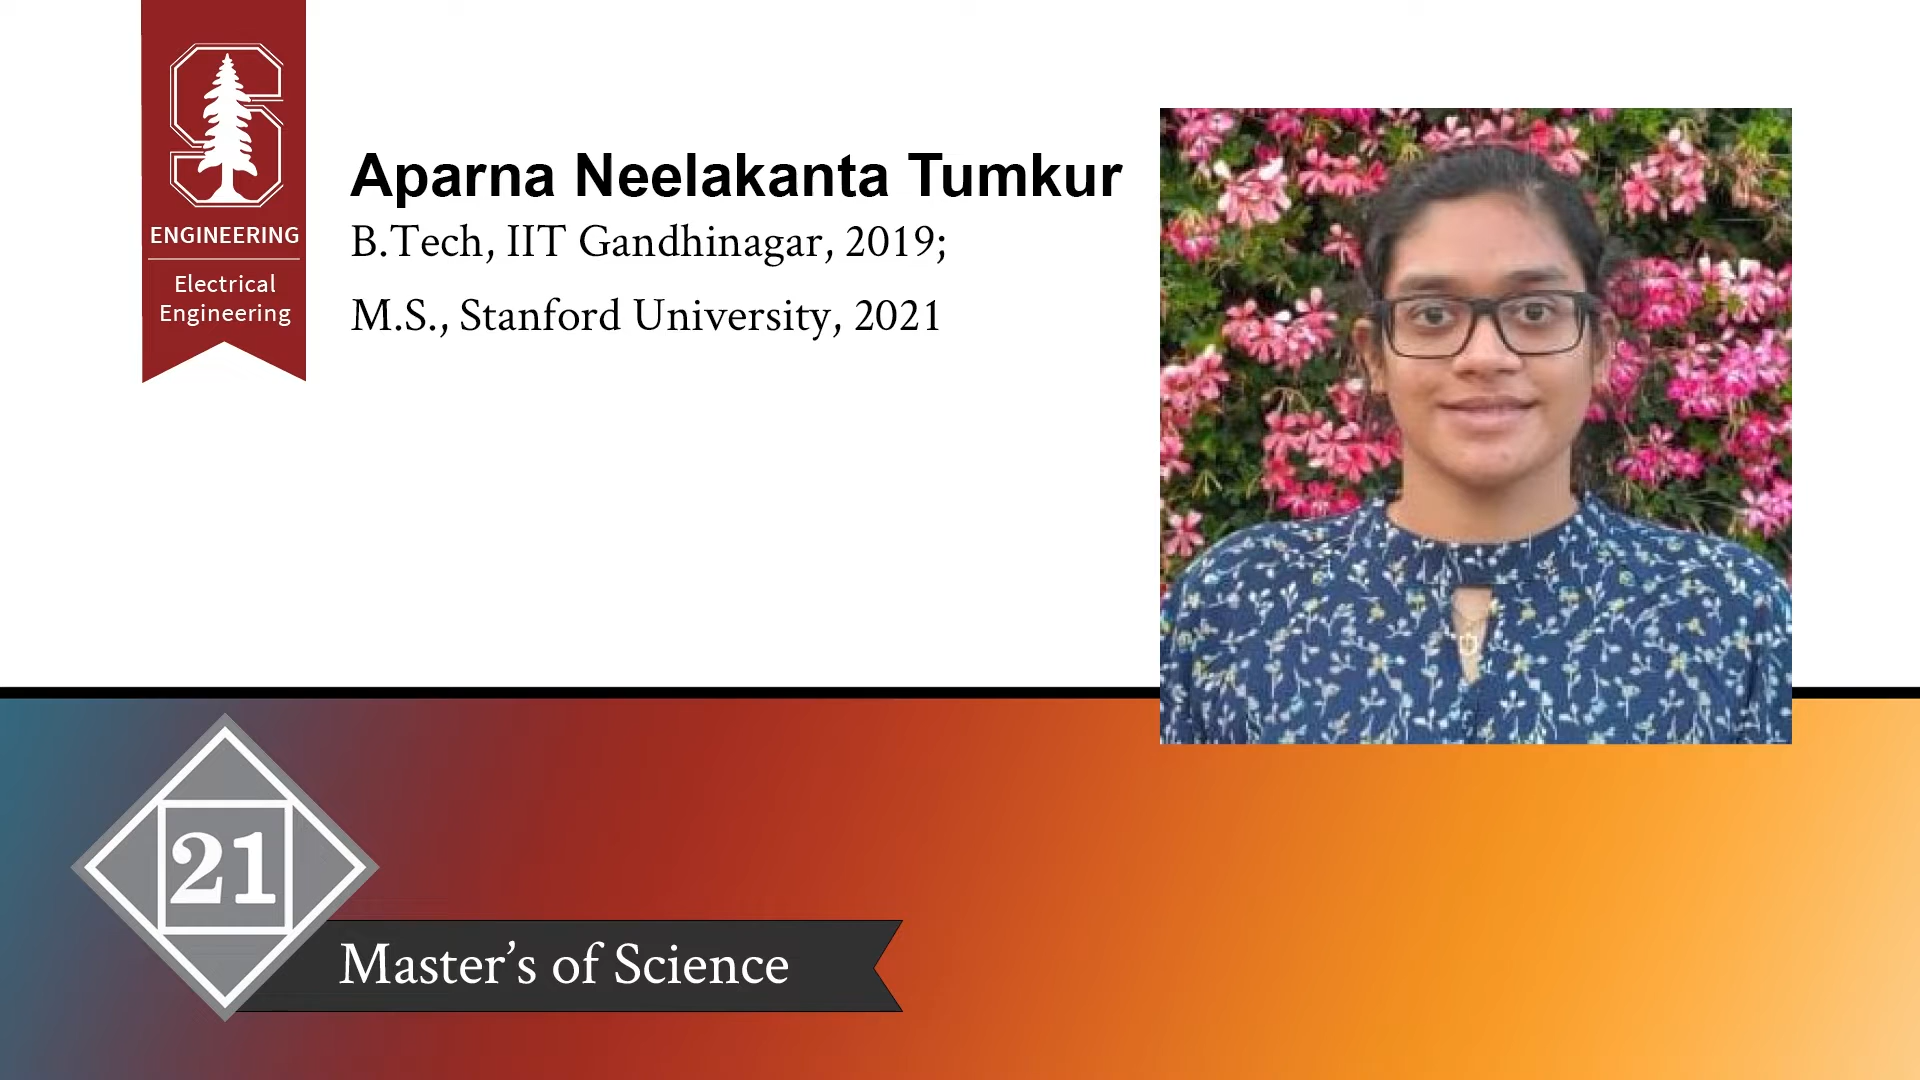 ENGINEERING
Electrical
Engineering
Aparna Neelakanta Tumkur
B.Tech, IIT Gandhinagar, 2019;
M.S., Stanford University, 2021
21
Master’s of Science